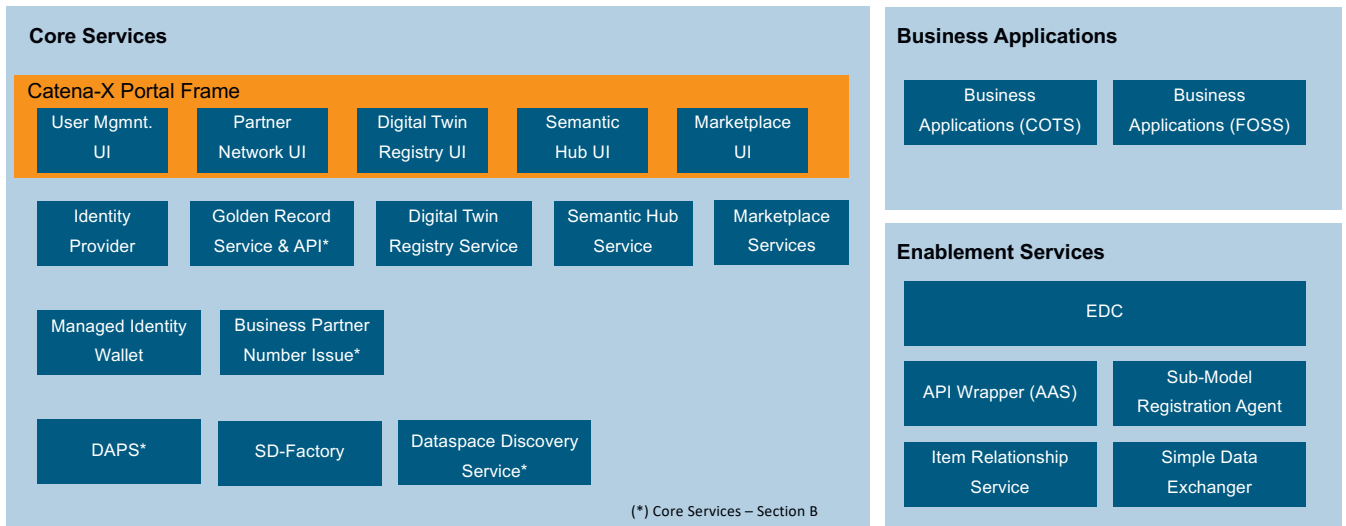 Core Services
Catena-X Portal Frame
User Mgmnt.
UI
Partner
Network UI
Digital Twin
Registry UI
Semantic
Hub UI
Marketplace
UI
Identity
Provider
Golden Record
Service & API*
Digital Twin
Registry Service
Semantic Hub
Service
Marketplace
Services
Managed Identity
Wallet
Business Partner
Number Issue*
DAPS*
SD-Factory
Dataspace Discovery
Service*
(*) Core Services – Section B
Business Applications
Business
Applications (COTS)
Business
Applications (FOSS)
Enablement Services
EDC
API Wrapper (AAS)
Sub-Model
Registration Agent
Item Relationship
Service
Simple Data
Exchanger